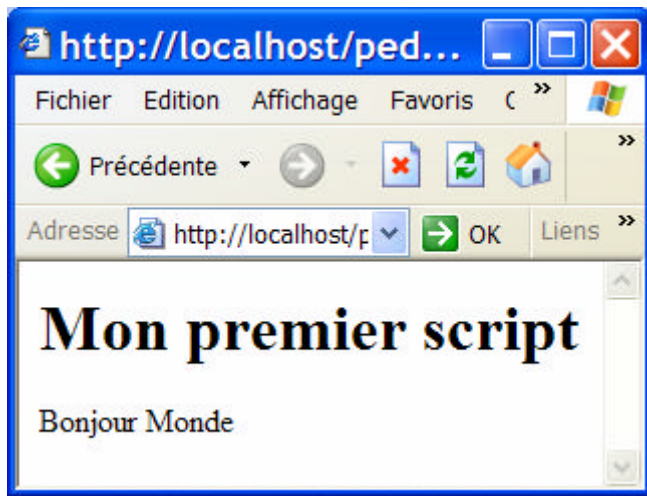 http://localhost/ped...
Fichier Edition Affichage Favoris »
Précédente »
Adresse http://localhost/p OK Liens »
Mon premier script
Bonjour Monde